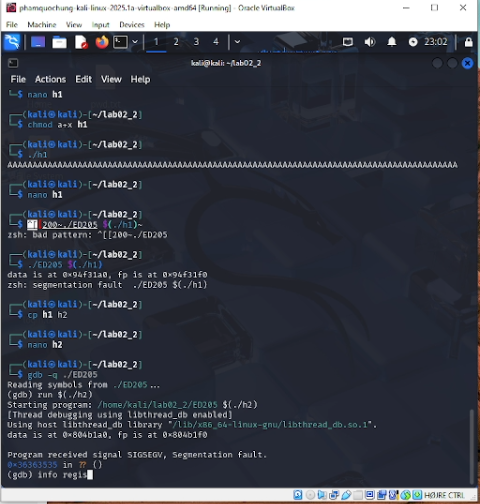 phamquochung-kali-linux-2025.1a-virtualbox-amd64 [Running] - Oracle VirtualBox
File Machine View Input Devices Help
1 2 3 4 23:02
kali@kali: ~/lab02_2
File Actions Edit View Help
└─$ nano h1
┌──(kali㉿kali)-[~/lab02_2]
└─$ chmod a+x h1
┌──(kali㉿kali)-[~/lab02_2]
└─$ ./h1
┌──(kali㉿kali)-[~/lab02_2]
└─$ nano h1
┌──(kali㉿kali)-[~/lab02_2]
└─$ ^[[200~./ED205 $(./h1)~
zsh: bad pattern: ^[[200~./ED205
┌──(kali㉿kali)-[~/lab02_2]
└─$ ./ED205 $(./h1)
data is at 0×94f31a0, fp is at 0×94f31f0
zsh: segmentation fault ./ED205 $(./h1)
┌──(kali㉿kali)-[~/lab02_2]
└─$ cp h1 h2
┌──(kali㉿kali)-[~/lab02_2]
└─$ nano h2
┌──(kali㉿kali)-[~/lab02_2]
└─$ gdb -q ./ED205
Reading symbols from ./ED205...
(gdb) run $(./h2)
Starting program: /home/kali/lab02_2/ED205 $(./h2)
[Thread debugging using libthread_db enabled]
Using host libthread_db library "/lib/x86_64-linux-gnu/libthread_db.so.1".
data is at 0×804b1a0, fp is at 0×804b1f0
Program received signal SIGSEGV, Segmentation fault.
0×36363535 in ?? ()
(gdb) info regis
HØJRE CTRL